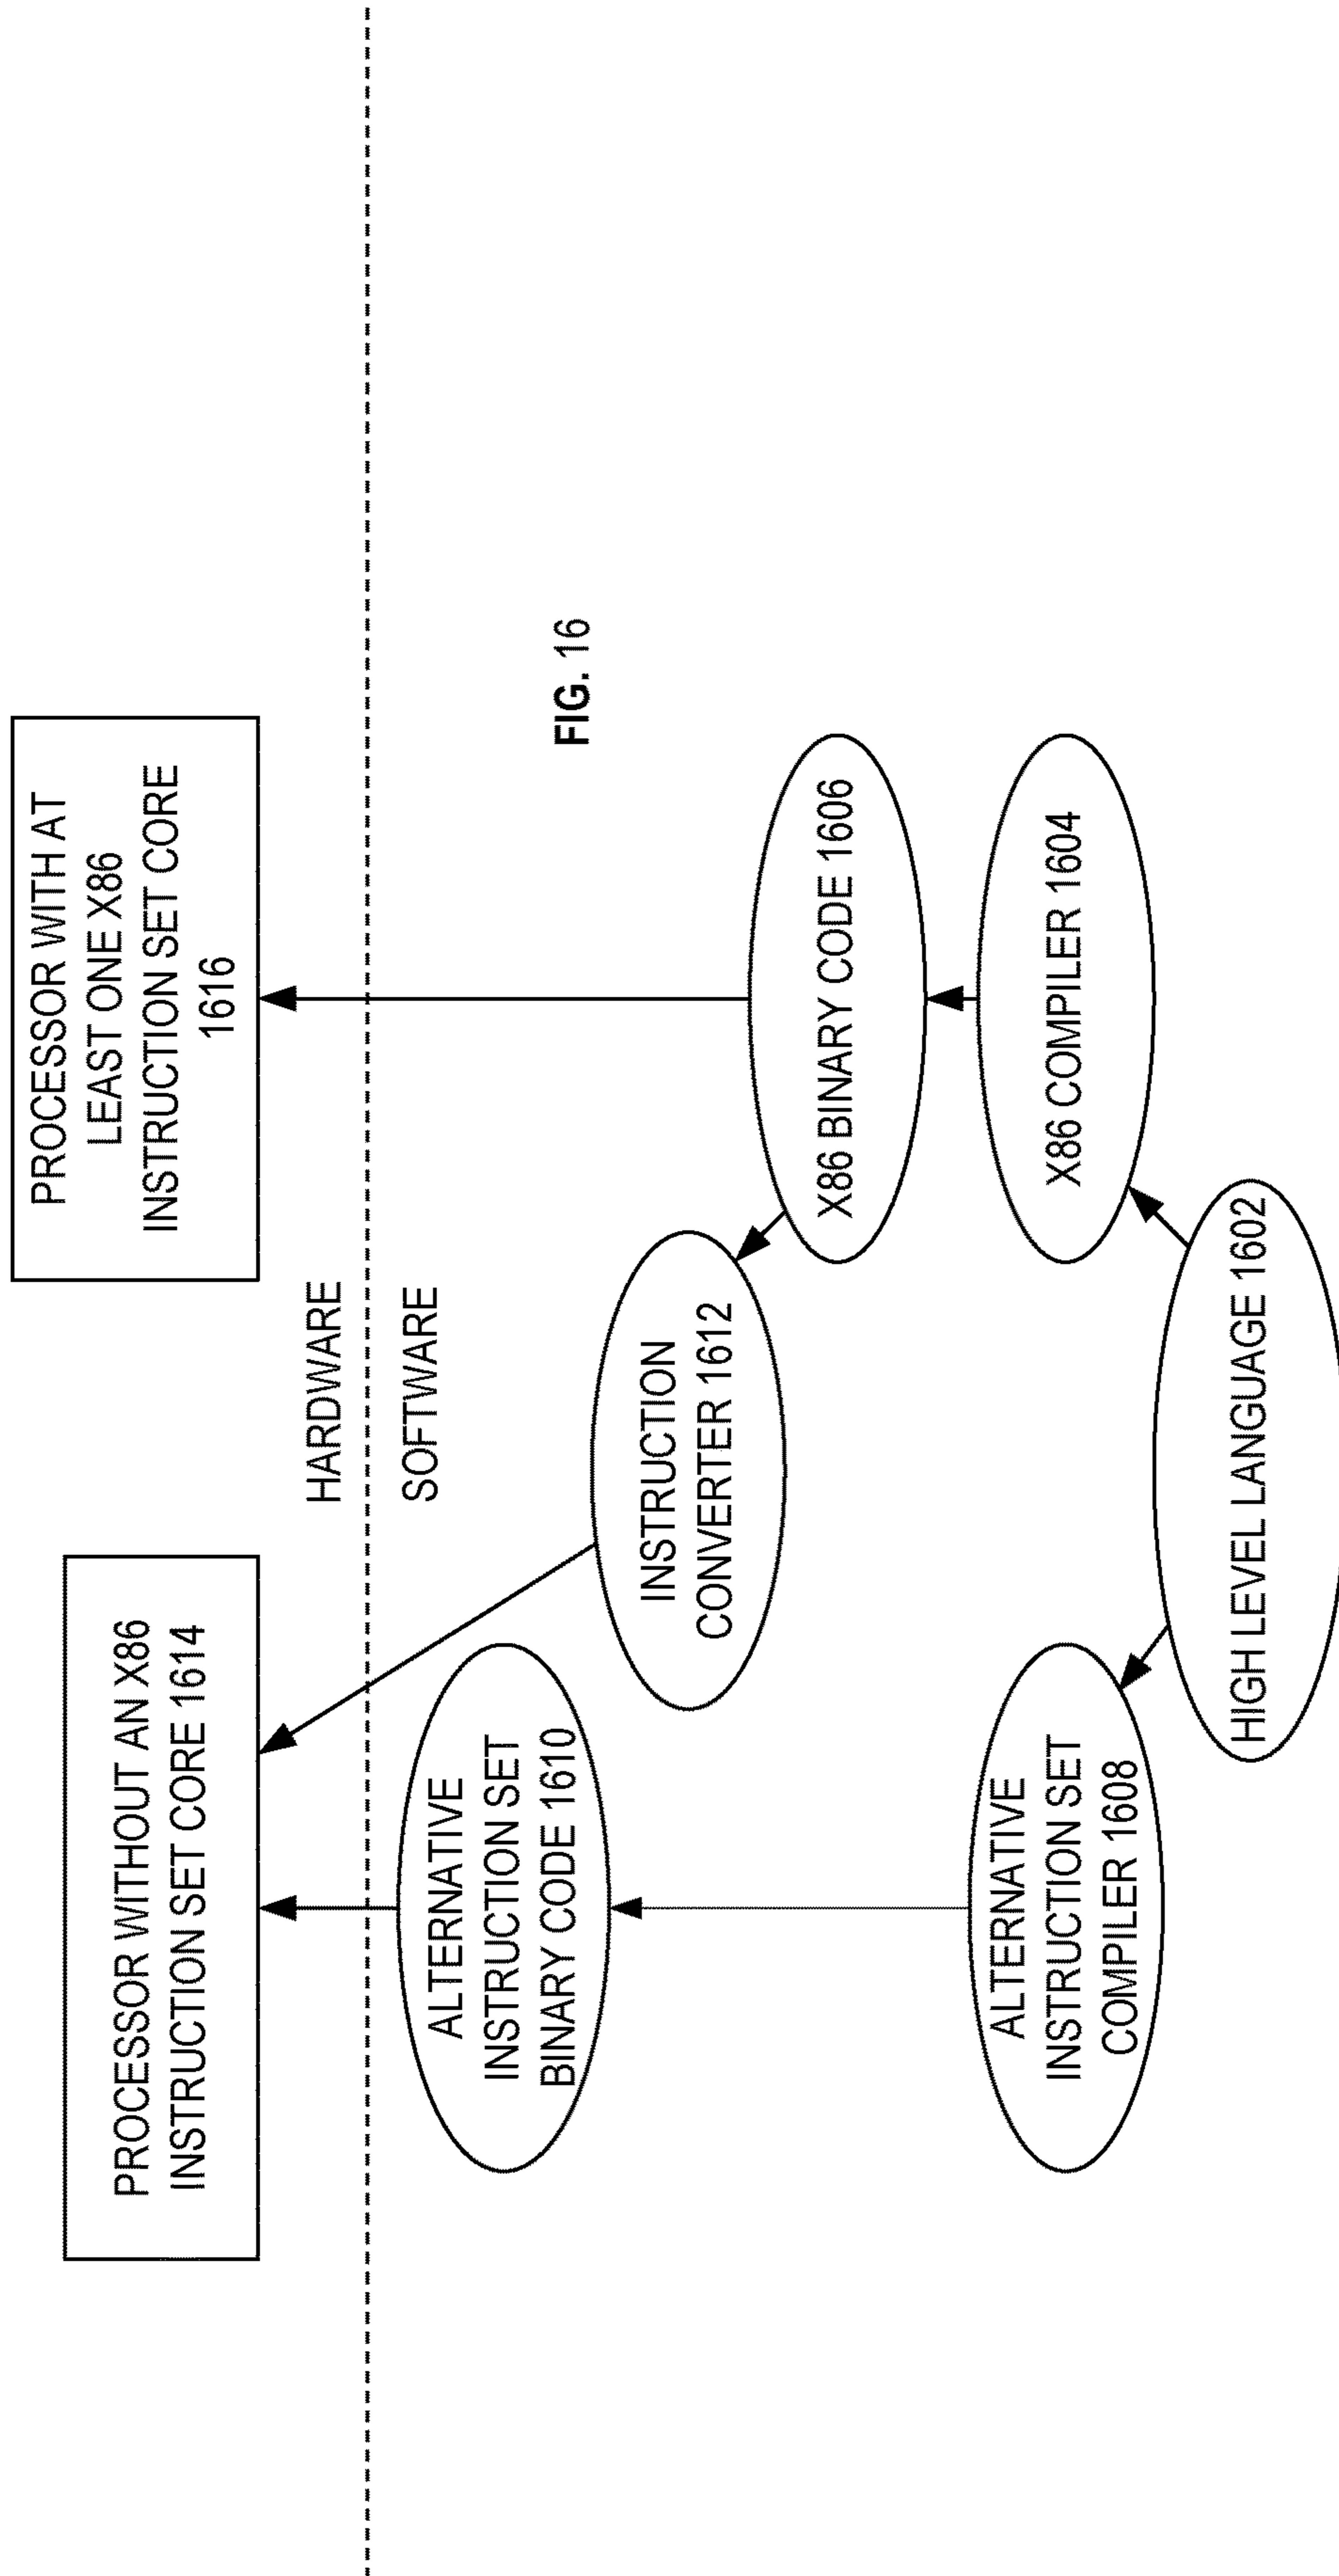 PROCESSOR WITHOUT AN X86
INSTRUCTION SET CORE 1614
PROCESSOR WITH AT
LEAST ONE X86
INSTRUCTION SET CORE
1616
HARDWARE
SOFTWARE
ALTERNATIVE
INSTRUCTION SET
BINARY CODE 1610
INSTRUCTION
CONVERTER 1612
FIG. 16
X86 BINARY CODE 1606
ALTERNATIVE
INSTRUCTION SET
COMPILER 1608
X86 COMPILER 1604
HIGH LEVEL LANGUAGE 1602